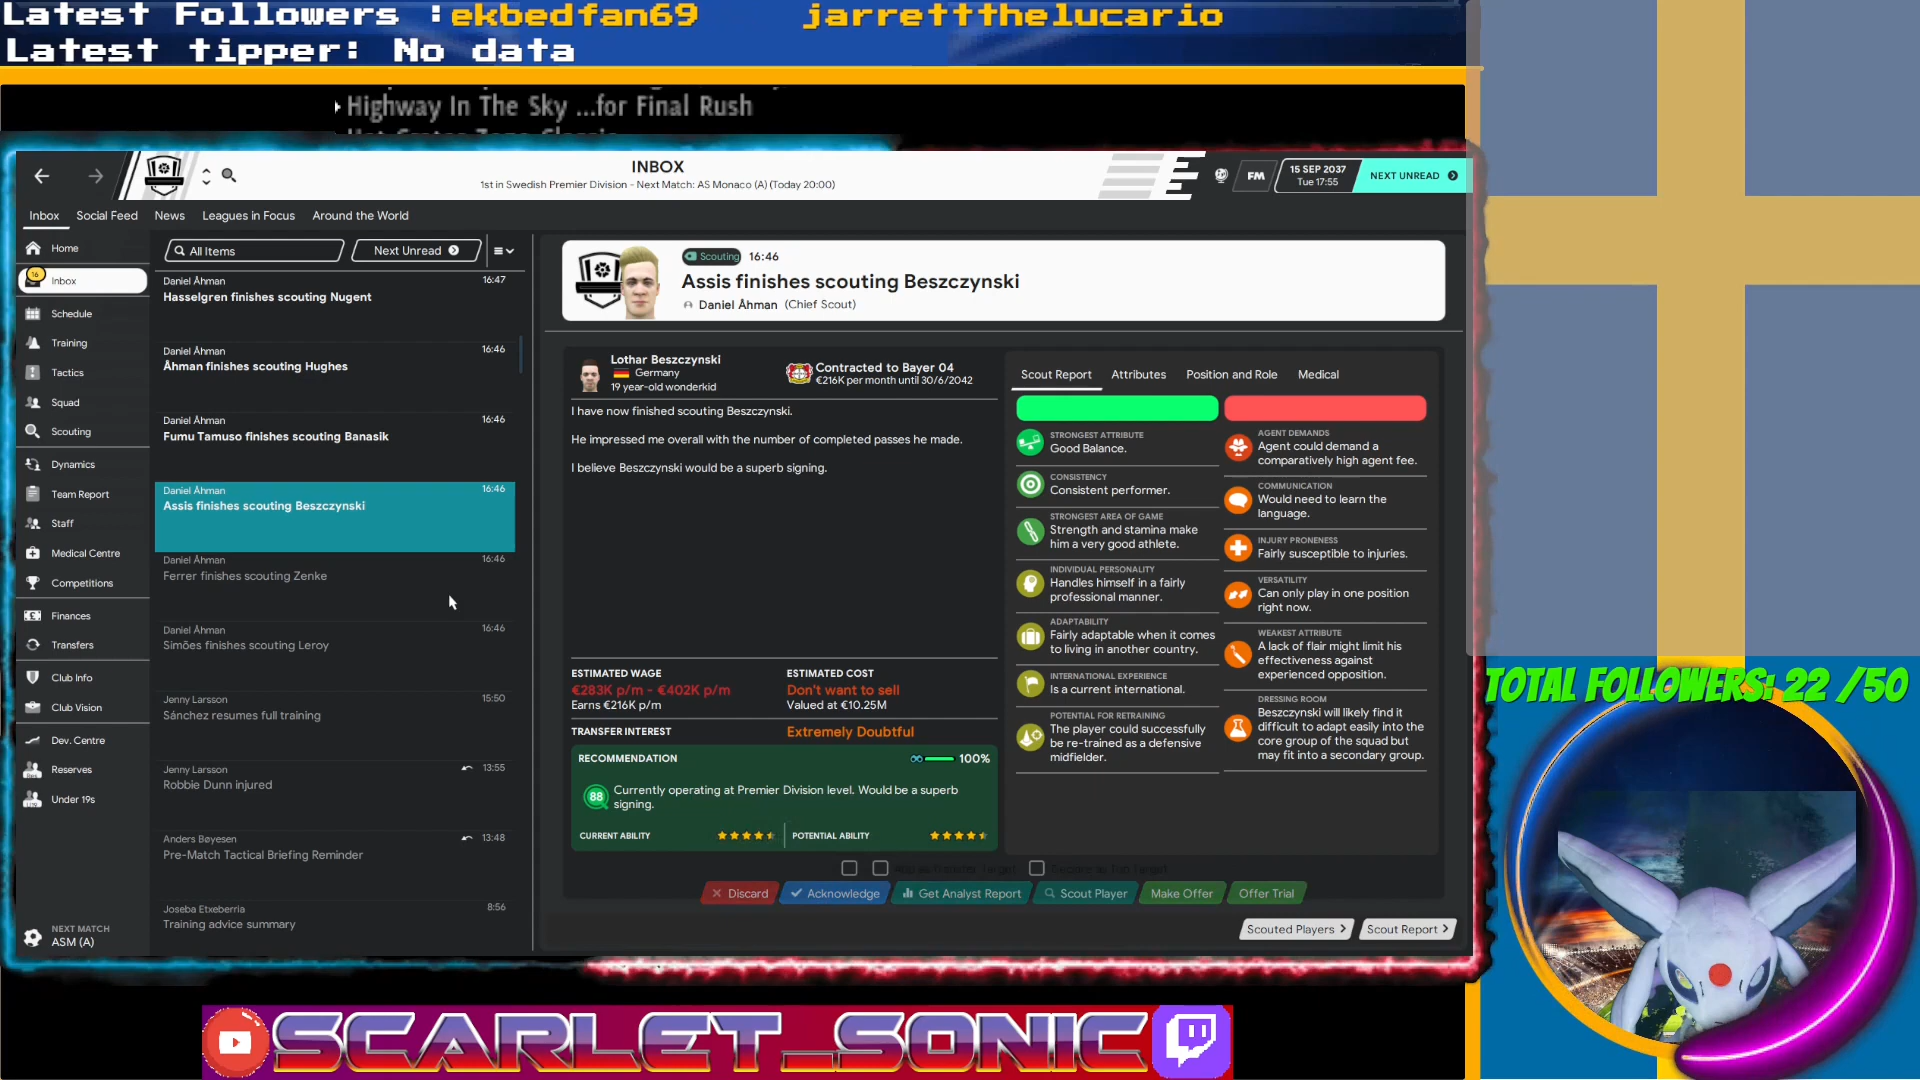 Latest Followers :ekbedfan69 jarrettthelucario
Latest tipper: No data
Highway In The Sky ...for Final Rush
INBOX
1st in Swedish Premier Division - Next Match: AS Monaco (A) (Today 20:00)
FM
15 SEP 2037
Tue 17:55
NEXT UNREAD
Inbox Social Feed News Leagues in Focus Around the World
Home
16
Inbox
Schedule
Training
Tactics
Squad
Scouting
Dynamics
Team Report
Staff
Medical Centre
Competitions
Finances
Transfers
Club Info
Club Vision
Dev. Centre
Reserves
Under 19s
NEXT MATCH
ASM (A)
All Items
Next Unread
Daniel Åhman 16:47
Hasselgren finishes scouting Nugent
Daniel Åhman 16:46
Åhman finishes scouting Hughes
Daniel Åhman 16:46
Fumu Tamuso finishes scouting Banasik
Daniel Åhman 16:46
Assis finishes scouting Beszczynski
Daniel Åhman 16:46
Ferrer finishes scouting Zenke
Daniel Åhman 16:46
Simões finishes scouting Leroy
Jenny Larsson 15:50
Sánchez resumes full training
Jenny Larsson 13:55
Robbie Dunn injured
Anders Bøyesen 13:48
Pre-Match Tactical Briefing Reminder
Joseba Etxeberria 8:56
Training advice summary
Scouting 16:46
Assis finishes scouting Beszczynski
Daniel Åhman (Chief Scout)
Lothar Beszczynski
Germany
19 year-old wonderkid
Contracted to Bayer 04
€216K per month until 30/6/2042
I have now finished scouting Beszczynski.
He impressed me overall with the number of completed passes he made.
I believe Beszczynski would be a superb signing.
ESTIMATED WAGE
€283K p/m - €402K p/m
Earns €216K p/m
ESTIMATED COST
Don't want to sell
Valued at €10.25M
TRANSFER INTEREST Extremely Doubtful
RECOMMENDATION 100%
88
Currently operating at Premier Division level. Would be a superb
signing.
CURRENT ABILITY POTENTIAL ABILITY
Scout Report Attributes Position and Role Medical
STRONGEST ATTRIBUTE
Good Balance.
CONSISTENCY
Consistent performer.
STRONGEST AREA OF GAME
Strength and stamina make
him a very good athlete.
INDIVIDUAL PERSONALITY
Handles himself in a fairly
professional manner.
ADAPTABILITY
Fairly adaptable when it comes
to living in another country.
INTERNATIONAL EXPERIENCE
Is a current international.
POTENTIAL FOR RETRAINING
The player could successfully
be re-trained as a defensive
midfielder.
AGENT DEMANDS
Agent could demand a
comparatively high agent fee.
COMMUNICATION
Would need to learn the
language.
INJURY PRONENESS
Fairly susceptible to injuries.
VERSATILITY
Can only play in one position
right now.
WEAKEST ATTRIBUTE
A lack of flair might limit his
effectiveness against
experienced opposition.
DRESSING ROOM
Beszczynski will likely find it
difficult to adapt easily into the
core group of the squad but
may fit into a secondary group.
Discard Acknowledge Get Analyst Report Scout Player Make Offer Offer Trial
Scouted Players Scout Report
TOTAL FOLLOWERS: 22 /50
SCARLET_SONIC